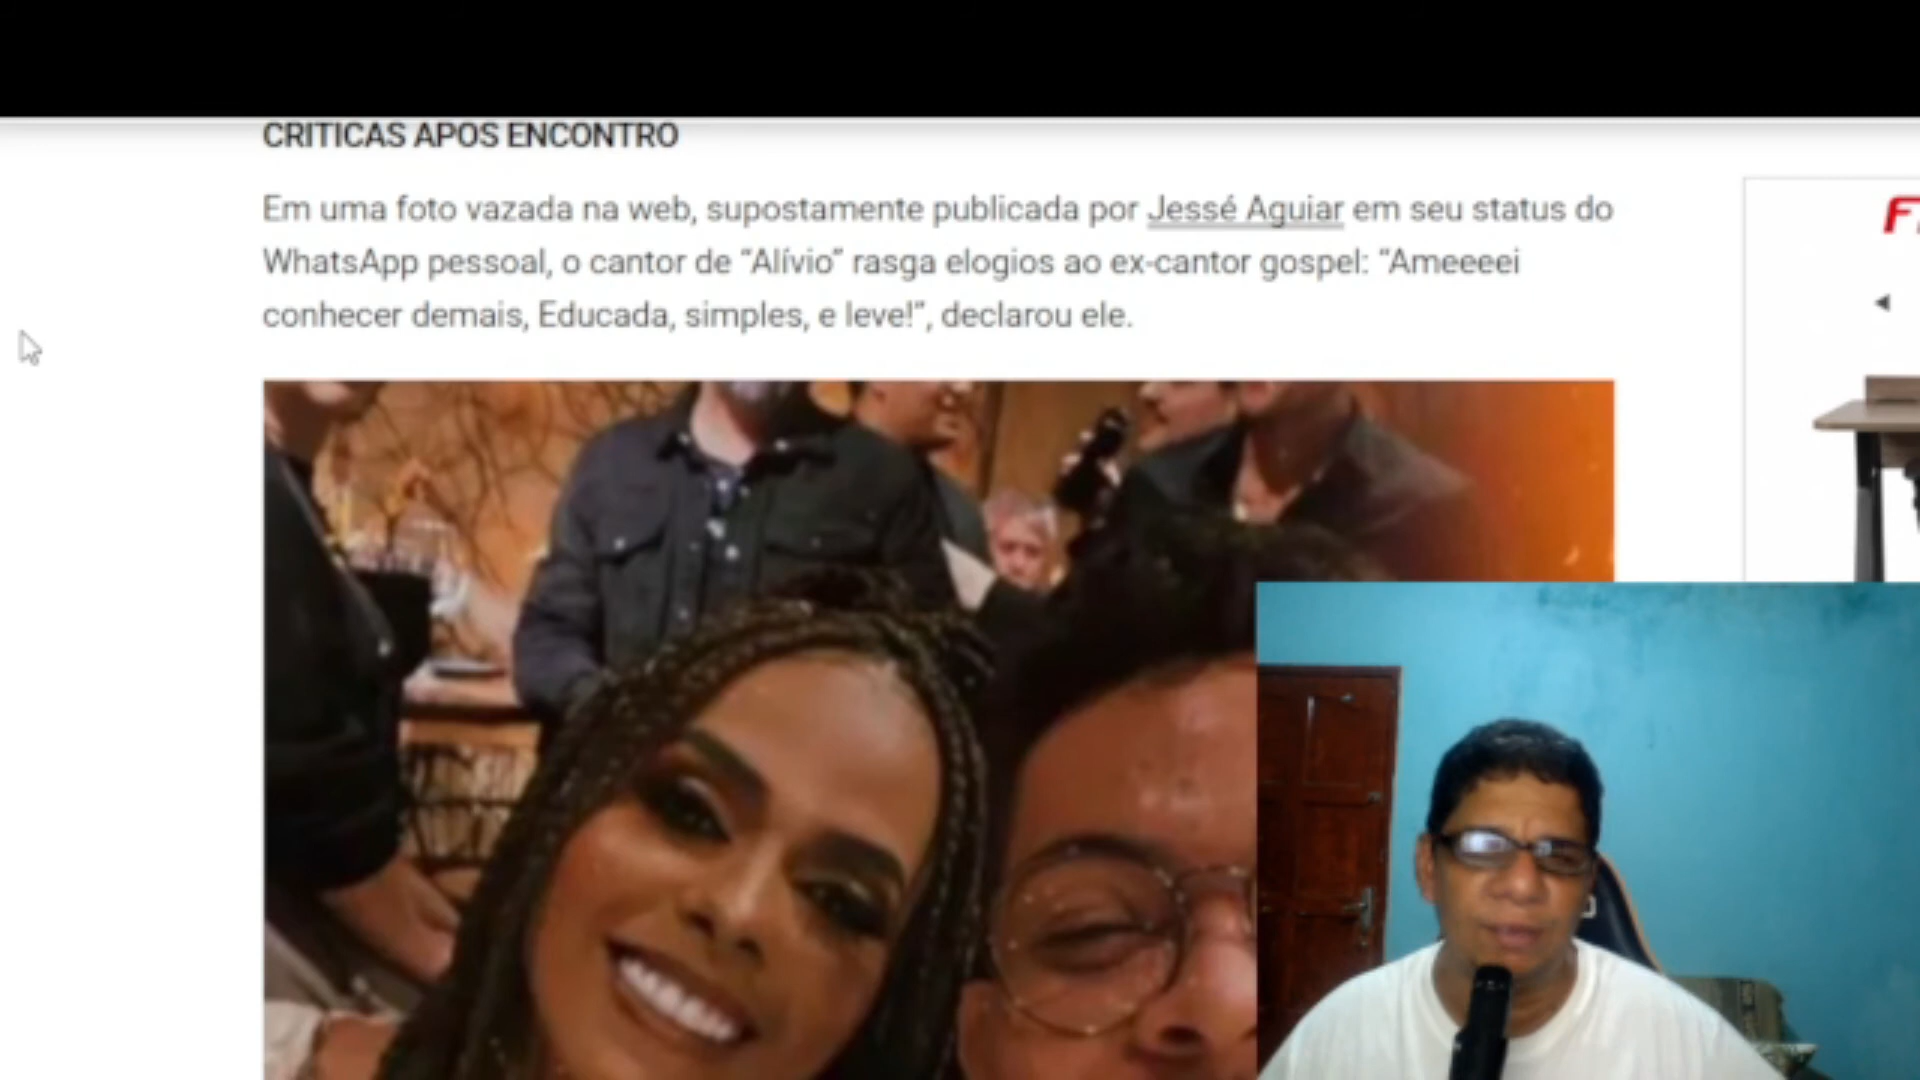 CRITICAS APOS ENCONTRO
Em uma foto vazada na web, supostamente publicada por Jessé Aguiar em seu status do
WhatsApp pessoal, o cantor de “Alívio” rasga elogios ao ex-cantor gospel: “Ameeeei
conhecer demais, Educada, simples, e leve!”, declarou ele.